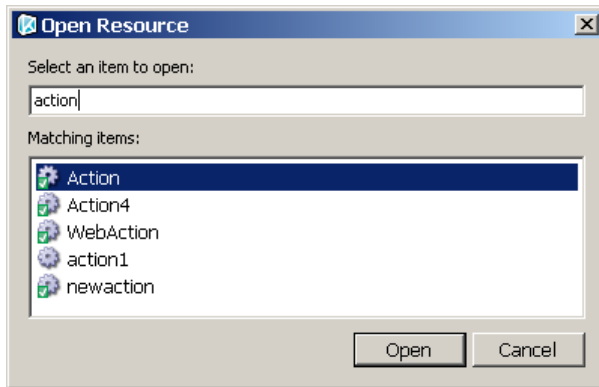 Open Resource
Select an item to open:
action
Matching items:
Action
Action4
WebAction
action1
newaction
Open Cancel